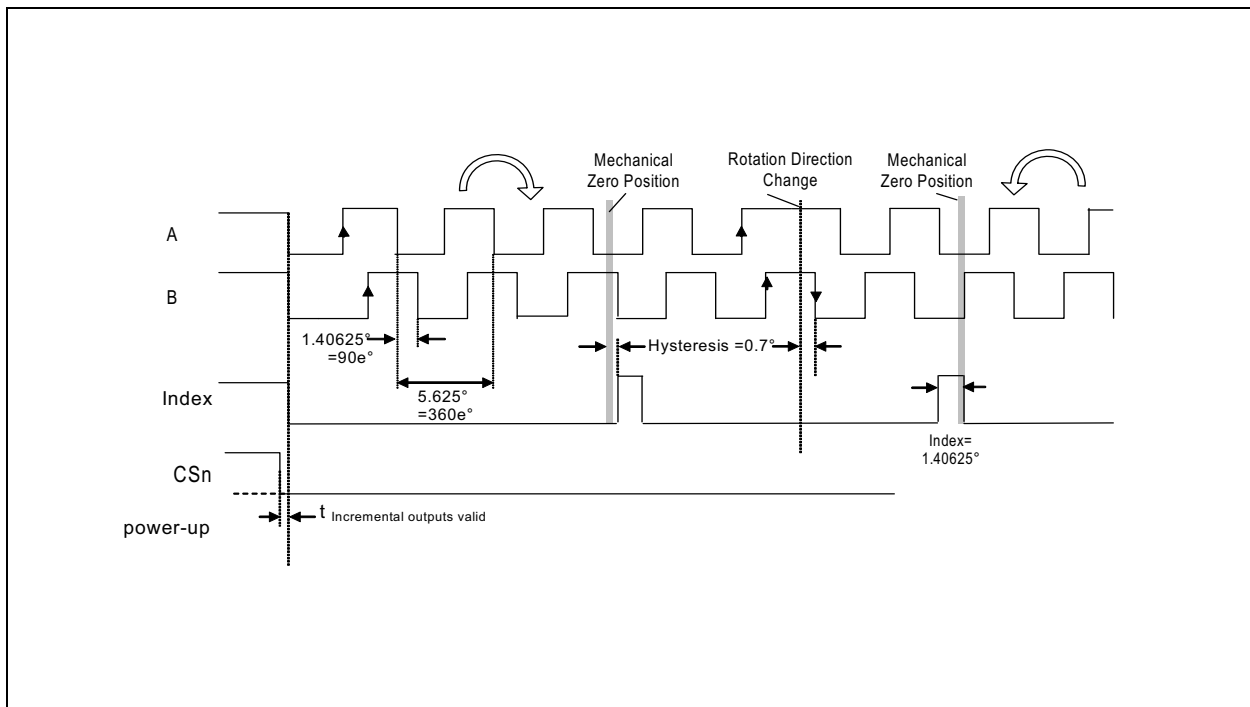 Mechanical
Zero Position
Rotation Direction
Change
Mechanical
Zero Position
A
B
1.40625°
=90e°
Hysteresis =0.7°
Index
5.625°
=360e°
Index=
1.40625°
CSn
t Incremental outputs valid
power-up